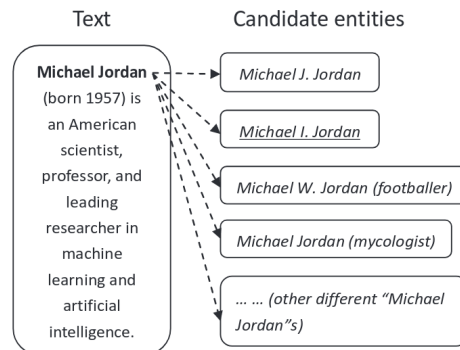 Text
Candidate entities
Michael Jordan
(born 1957) is
an American
scientist,
professor, and
leading
researcher in
machine
learning and
artificial
intelligence.
Michael J. Jordan
Michael I. Jordan
Michael W. Jordan (footballer)
Michael Jordan (mycologist)
... ... (other different “Michael
Jordan”s)